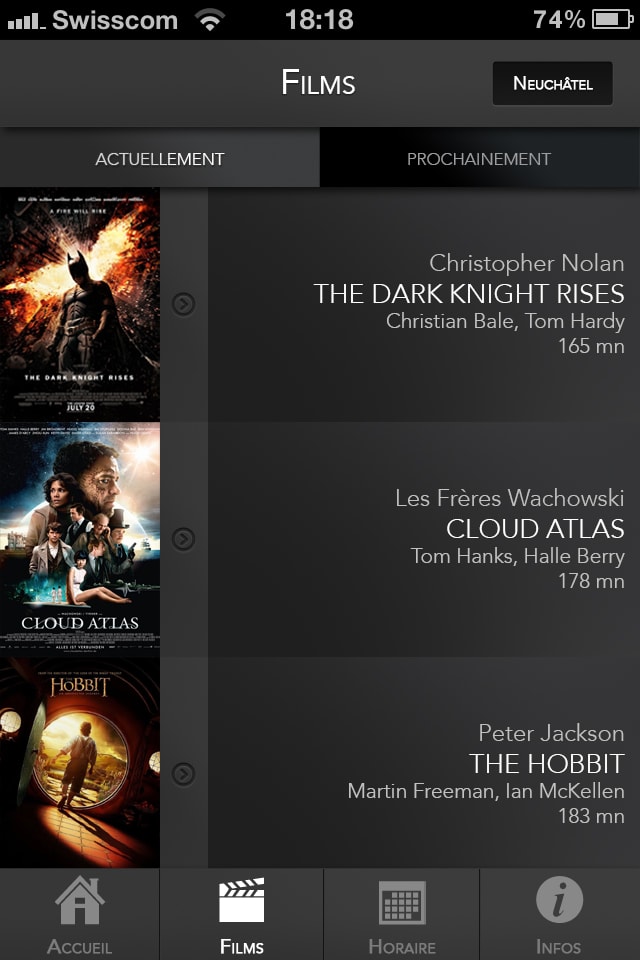 Swisscom 18:18 74%
Films
Neuchâtel
ACTUELLEMENT PROCHAINEMENT
A FIRE WILL RISE
THE DARK KNIGHT RISES
JULY 20
Christopher Nolan
THE DARK KNIGHT RISES
Christian Bale, Tom Hardy
165 mn
CLOUD ATLAS
ALLES IST VERBUNDEN
Les Frères Wachowski
CLOUD ATLAS
Tom Hanks, Halle Berry
178 mn
THE HOBBIT
Peter Jackson
THE HOBBIT
Martin Freeman, Ian McKellen
183 mn
Accueil Films Horaire Infos